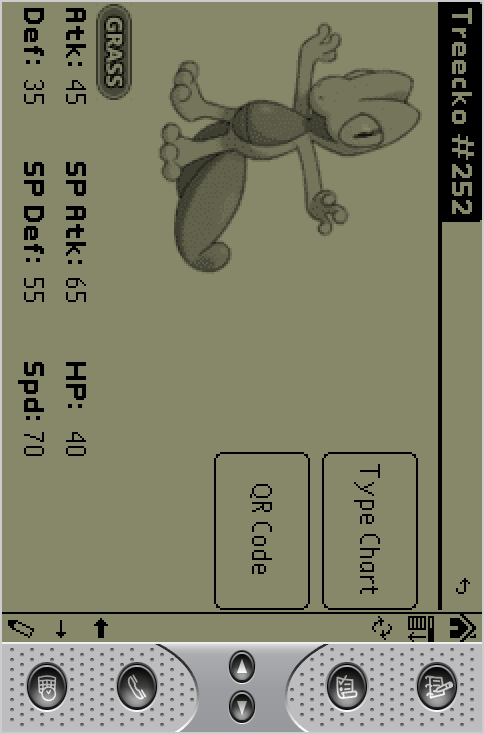 Treecko #252
GRASS
Atk: 45 SP Atk: 65 HP: 40
Def: 35 SP Def: 55 Spd: 70
Type Chart
QR Code